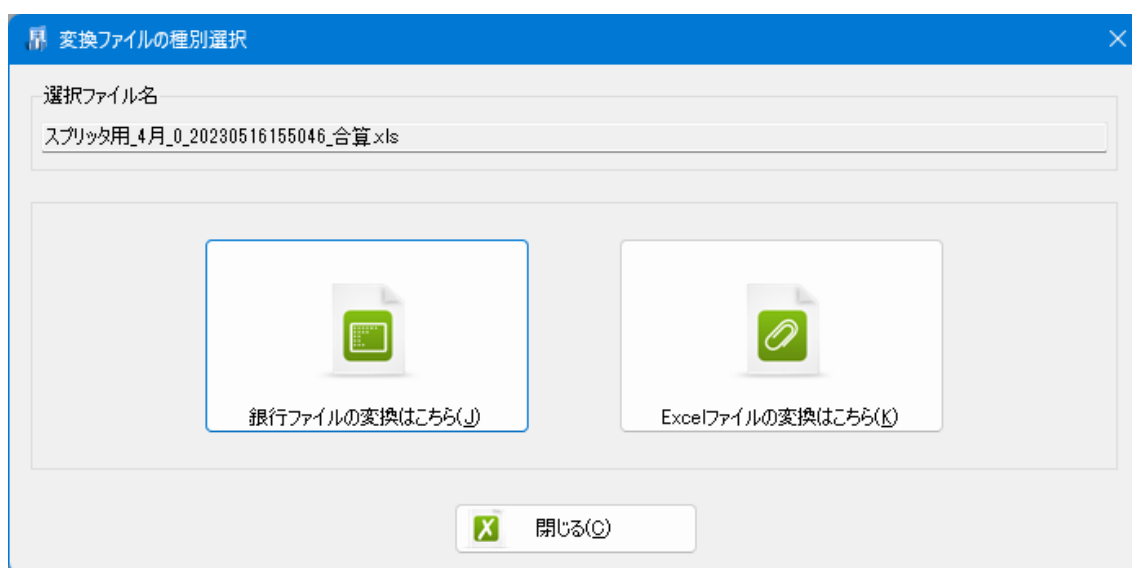 変換ファイルの種別選択
選択ファイル名
スプリッタ用_4月_0_20230516155046_合算.xls
銀行ファイルの変換はこちら(J)
Excelファイルの変換はこちら(K)
閉じる(C)